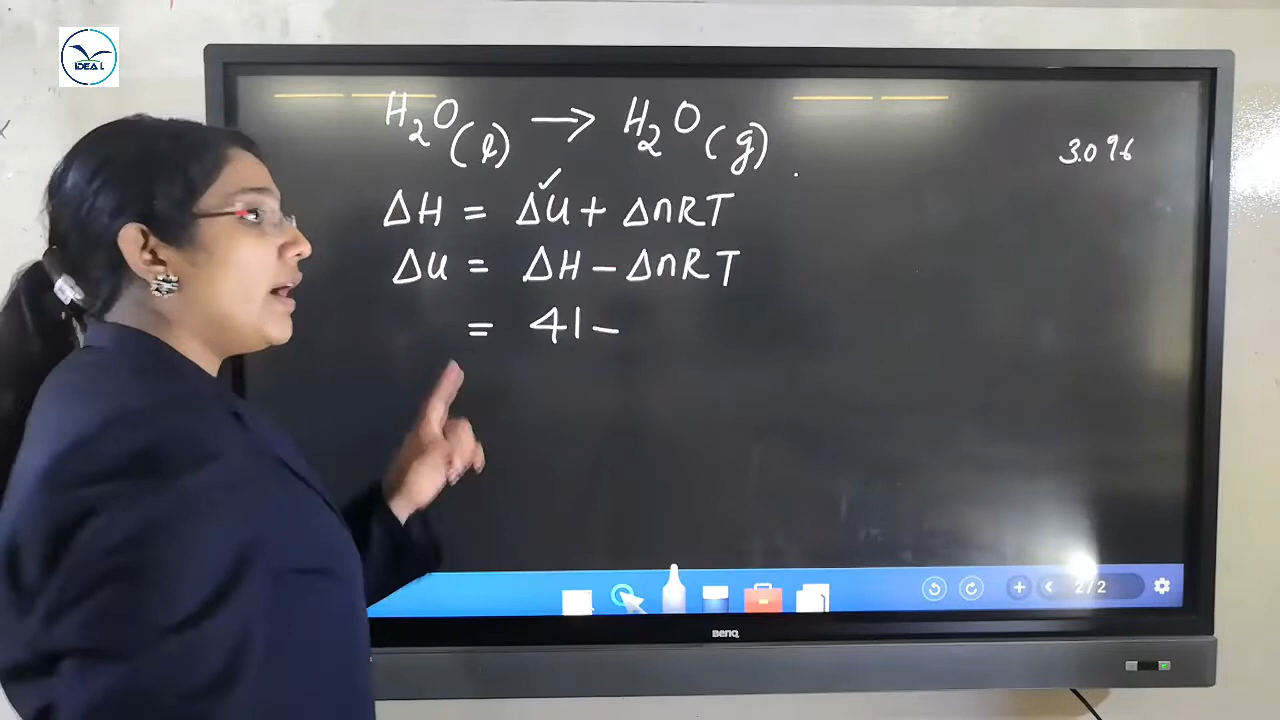 IDEAL
H₂O(l) → H₂O(g)
3.096
ΔH = ΔU + ΔnRT
ΔU = ΔH – ΔnRT
= 41 –
2/2
BenQ